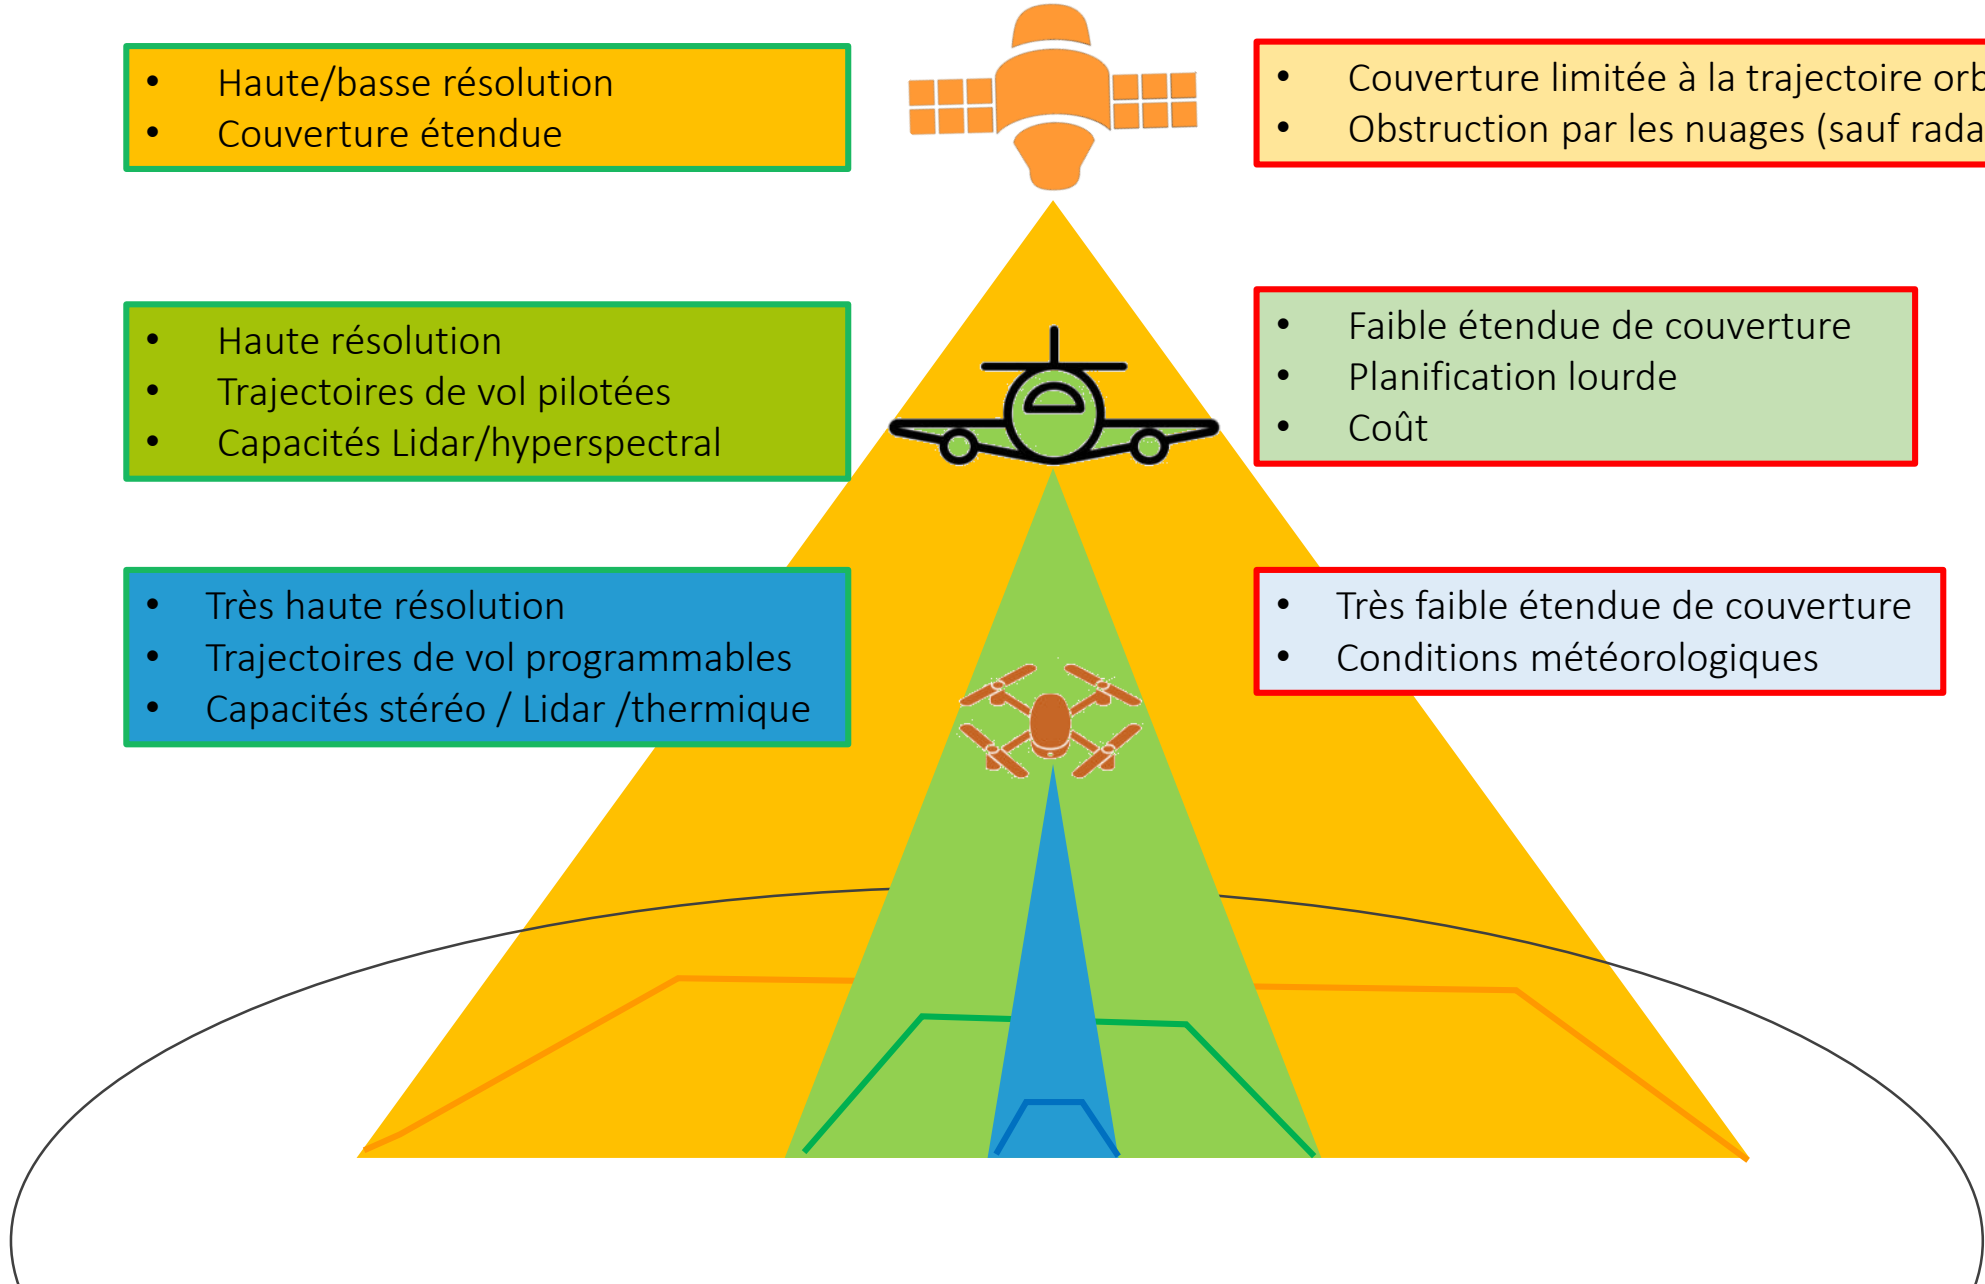 • Haute/basse résolution
• Couverture étendue
• Couverture limitée à la trajectoire
• Obstruction par les nuages (sauf
• Haute résolution
• Trajectoires de vol pilotées
• Capacités Lidar/hyperspectral
• Faible étendue de couverture
• Planification lourde
• Coût
• Très haute résolution
• Trajectoires de vol programmables
• Capacités stéréo / Lidar /thermique
• Très faible étendue de couverture
• Conditions météorologiques